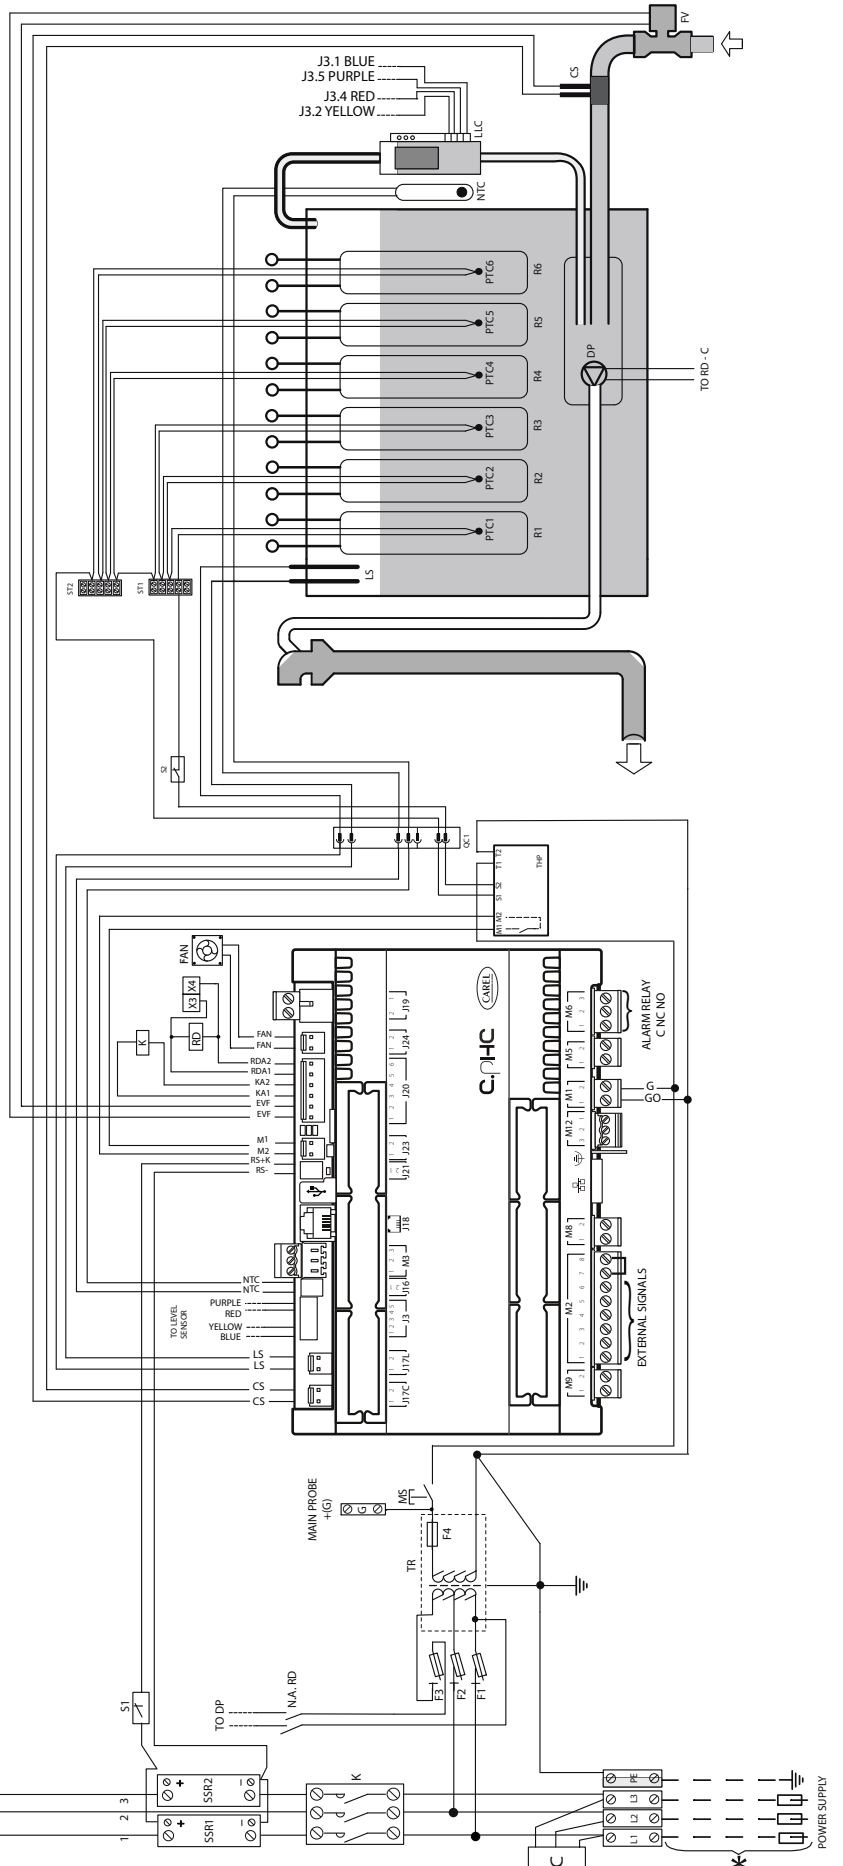 FV
CS
J3.1 BLUE
J3.5 PURPLE
J3.4 RED
J3.2 YELLOW
LLC
NTC
PTC6
R6
PTC5
R5
DP
PTC4
R4
TO RD - C
PTC3
R3
PTC2
R2
PTC1
R1
LS
ST2
ST1
S2
QC1
T1 T2
S1 S2
M1 M2
THP
FAN
X3 X4
K
RD
FAN
FAN
RDA2
RDA1
KA2
KA1
EVF
EVF
M1
M2
RS+K
RS-
NTC
NTC
PURPLE
RED
YELLOW
BLUE
TO LEVEL
SENSOR
LS
LS
CS
CS
J19
J24
J20
J23
J21
J18
M3
J16
J3
J17L
J17C
CAREL
c.pHC
M6
M5
M1
M12
M8
M2
M9
ALARM RELAY
C NC NO
G
GO
EXTERNAL SIGNALS
MAIN PROBE
+(G)
G
MS
F4
TR
F3
F2
F1
N.A. RD
TO DP
S1
3
2
1
+
-
SSR2
+
-
SSR1
K
PE
L3
L2
L1
C
*
POWER SUPPLY